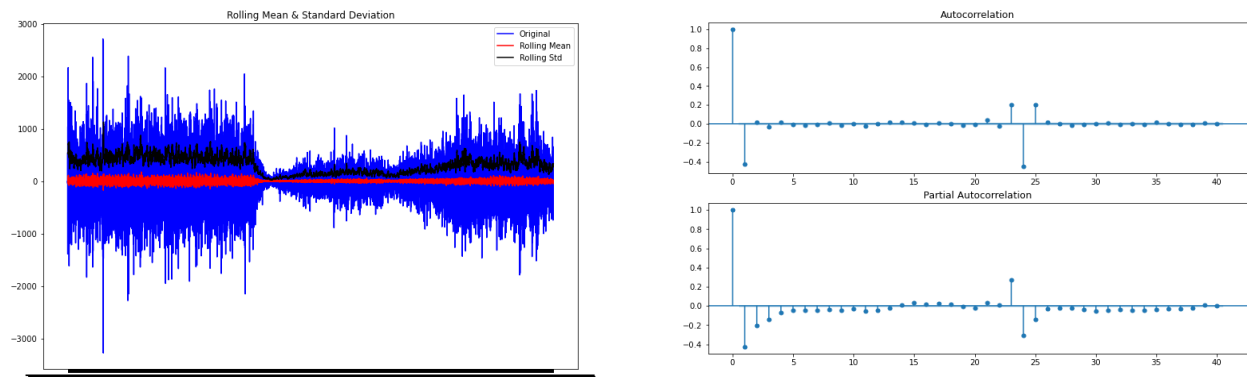 Rolling Mean & Standard Deviation
3000
2000
1000
0
-1000
-2000
-3000
Original
Rolling Mean
Rolling Std
Autocorrelation
1.0
0.8
0.6
0.4
0.2
0.0
-0.2
-0.4
0 5 10 15 20 25 30 35 40
Partial Autocorrelation
1.0
0.8
0.6
0.4
0.2
0.0
-0.2
-0.4
0 5 10 15 20 25 30 35 40